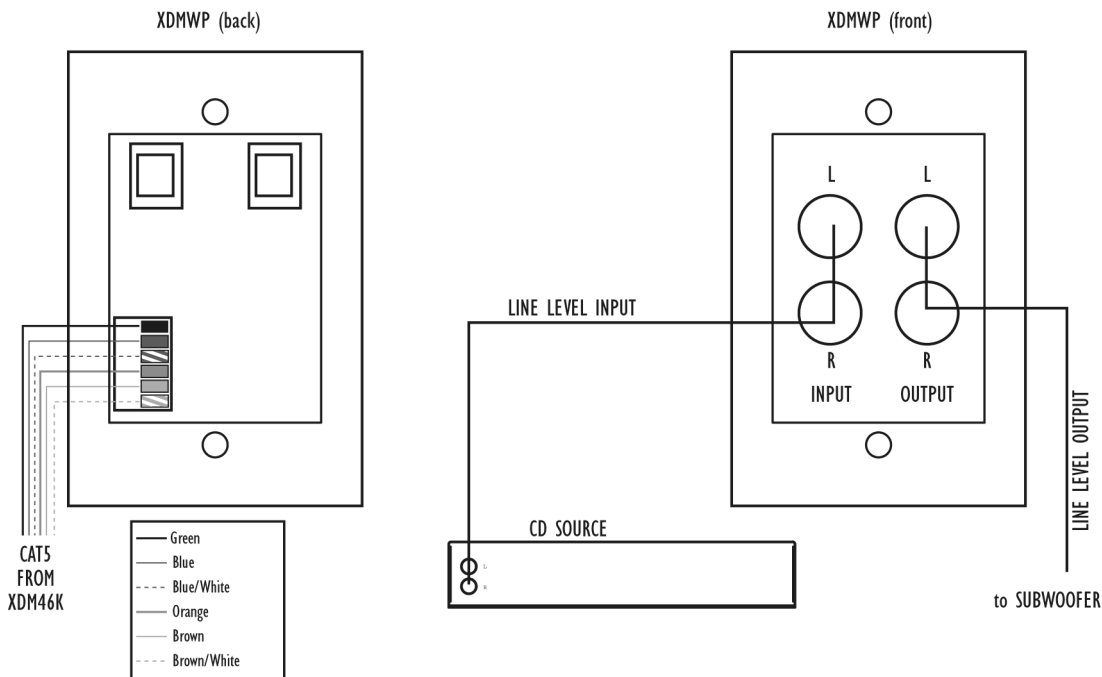 XDMWP (back)
XDMWP (front)
L
L
LINE LEVEL INPUT
R
R
INPUT
OUTPUT
LINE LEVEL OUTPUT
CD SOURCE
L
R
CAT5
FROM
XDM46K
Green
Blue
Blue/White
Orange
Brown
Brown/White
to SUBWOOFER